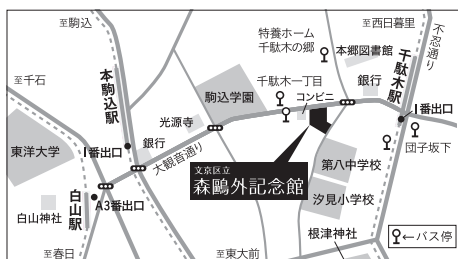 至駒込
至西日暮里
特養ホーム
千駄木の郷
本郷図書館
不忍通り
至千石
本駒込駅
駒込学園
千駄木一丁目
コンビニ
銀行
千駄木駅
1番出口
光源寺
東洋大学
1番出口
銀行
大観音通り
団子坂下
文京区立
森鷗外記念館
第八中学校
白山駅
A3番出口
白山神社
汐見小学校
←バス停
根津神社
至春日
至東大前